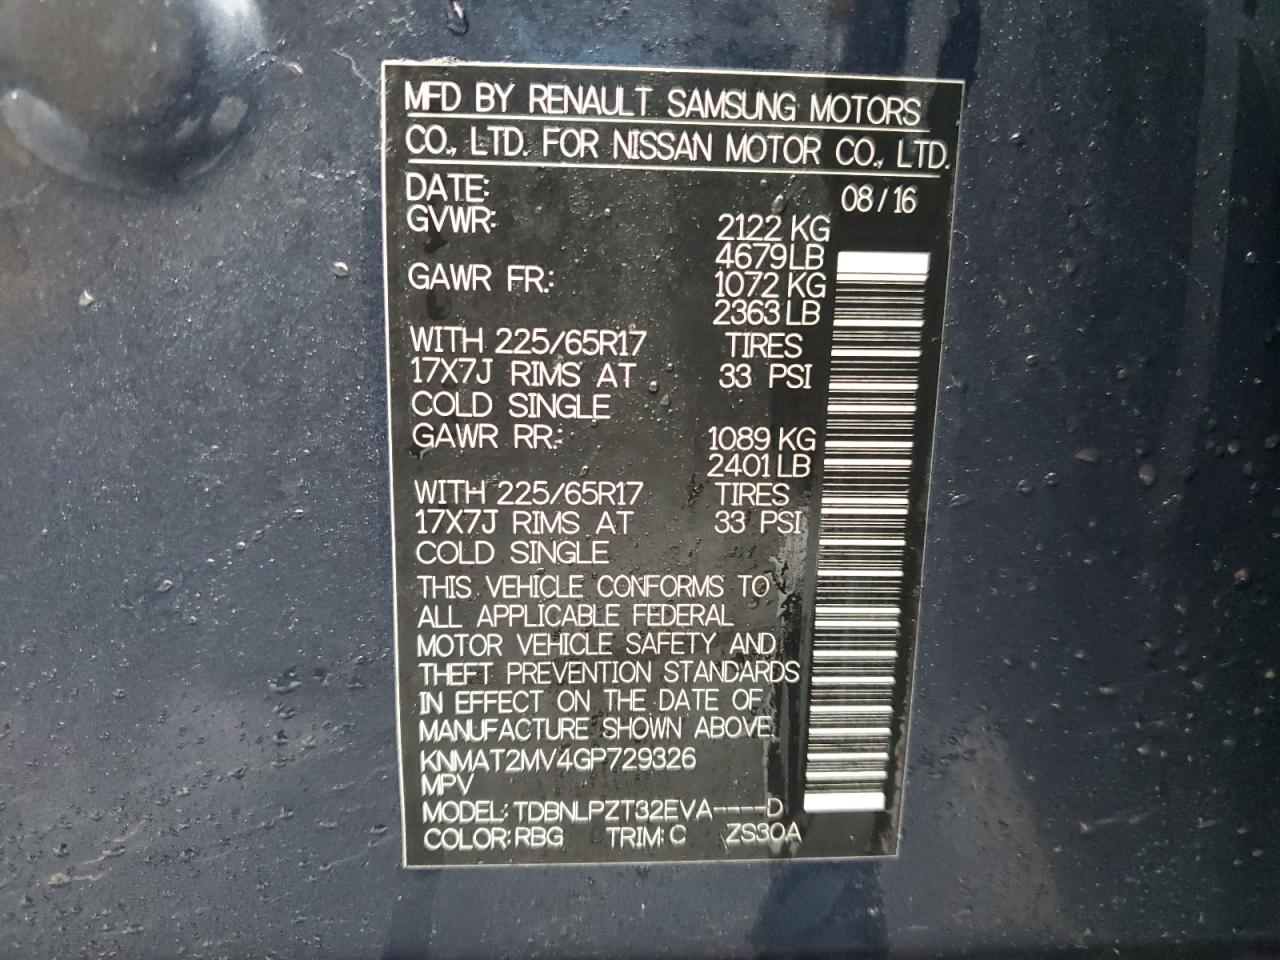 MFD BY RENAULT SAMSUNG MOTORS
CO., LTD. FOR NISSAN MOTOR CO., LTD.
DATE: 08/16
GVWR: 2122 KG
4679 LB
GAWR FR.: 1072 KG
2363 LB
WITH 225/65R17 TIRES
17X7J RIMS AT 33 PSI
COLD SINGLE
GAWR RR.: 1089 KG
2401 LB
WITH 225/65R17 TIRES
17X7J RIMS AT 33 PSI
COLD SINGLE
THIS VEHICLE CONFORMS TO
ALL APPLICABLE FEDERAL
MOTOR VEHICLE SAFETY AND
THEFT PREVENTION STANDARDS
IN EFFECT ON THE DATE OF
MANUFACTURE SHOWN ABOVE.
KNMAT2MV4GP729326
MPV
MODEL: TDBNLPZT32EVA----D
COLOR: RBG TRIM: C ZS30A